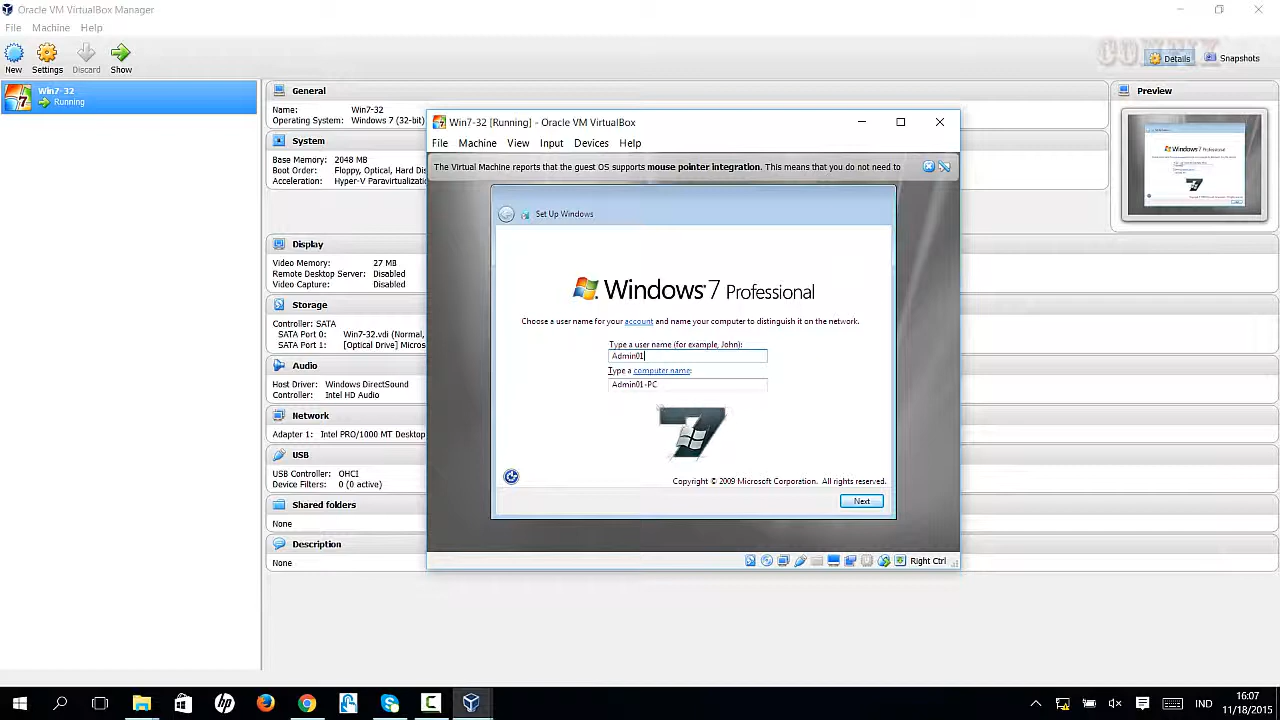 Oracle VM VirtualBox Manager
File Machine Help
New Settings Discard Show
Details Snapshots
Win7-32
Running
General
Name: Win7-32
Operating System: Windows 7 (32-bit)
System
Base Memory: 2048 MB
Boot Order: Floppy, Optical, Hard Dis
Acceleration: Hyper-V Paravirtualizatio
Display
Video Memory: 27 MB
Remote Desktop Server: Disabled
Video Capture: Disabled
Storage
Controller: SATA
SATA Port 0: Win7-32.vdi (Normal,
SATA Port 1: [Optical Drive] Micros
Audio
Host Driver: Windows DirectSound
Controller: Intel HD Audio
Network
Adapter 1: Intel PRO/1000 MT Desktop
USB
USB Controller: OHCI
Device Filters: 0 (0 active)
Shared folders
None
Description
None
Preview
Win7-32 [Running] - Oracle VM VirtualBox
File Machine View Input Devices Help
The Virtual Machine reports that the guest OS supports mouse pointer integration. This means that you do not need to
Set Up Windows
Windows 7 Professional
Choose a user name for your account and name your computer to distinguish it on the network.
Type a user name (for example, John):
Admin01
Type a computer name:
Admin01-PC
7
Copyright © 2009 Microsoft Corporation. All rights reserved.
Next
Right Ctrl
hp
IND
16:07
11/18/2015